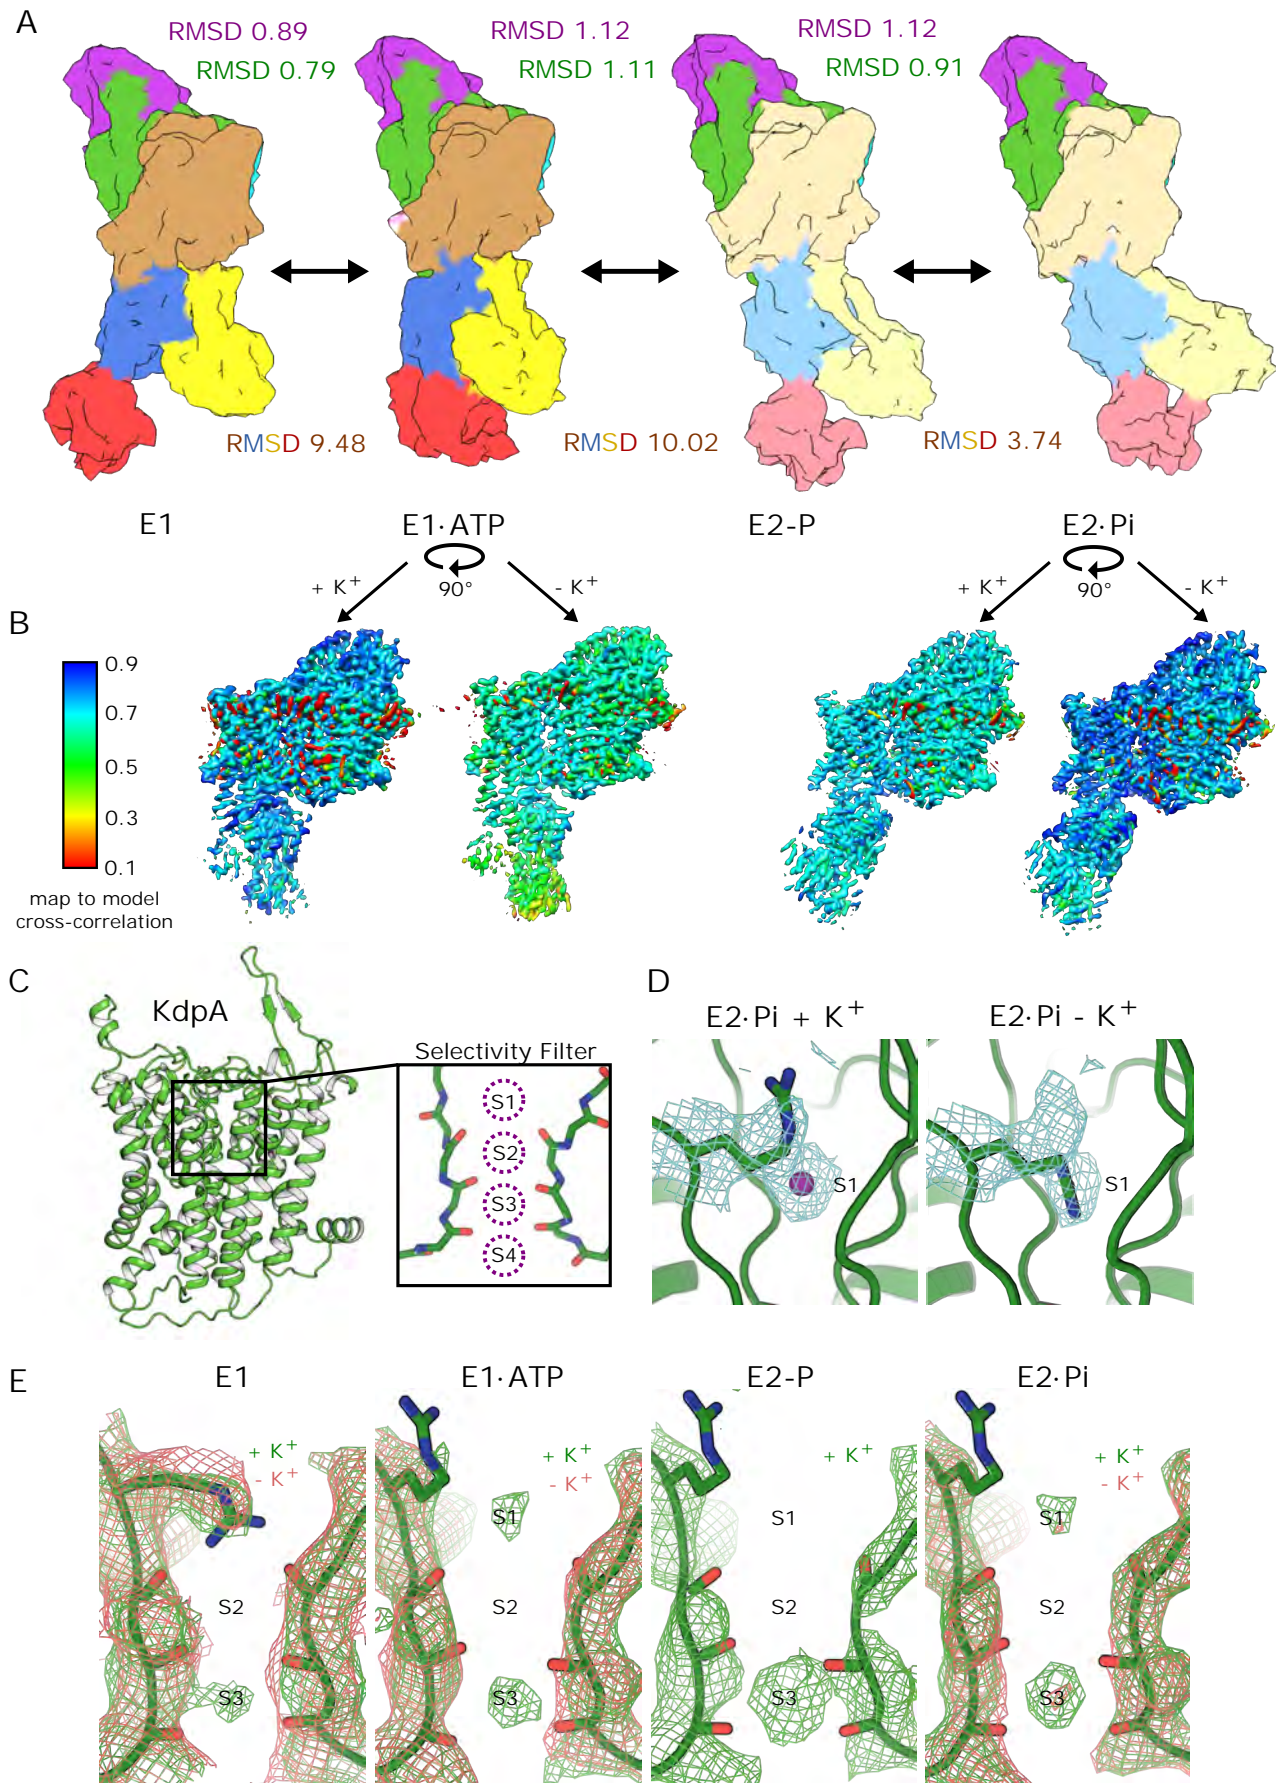 A
RMSD 0.89
RMSD 1.12
RMSD 1.12
RMSD 0.79
RMSD 1.11
RMSD 0.91
RMSD 9.48
RMSD 10.02
RMSD 3.74
E1
E1·ATP
E2-P
E2·Pi
+ K⁺
90°
- K⁺
+ K⁺
90°
- K⁺
B
0.9
0.7
0.5
0.3
0.1
map to model
cross-correlation
C
KdpA
Selectivity Filter
S1
S2
S3
S4
D
E2·Pi + K⁺
E2·Pi - K⁺
S1
S1
E
E1
E1·ATP
E2-P
E2·Pi
+ K⁺
- K⁺
+ K⁺
- K⁺
+ K⁺
+ K⁺
- K⁺
S1
S1
S1
S2
S2
S2
S2
S3
S3
S3
S3